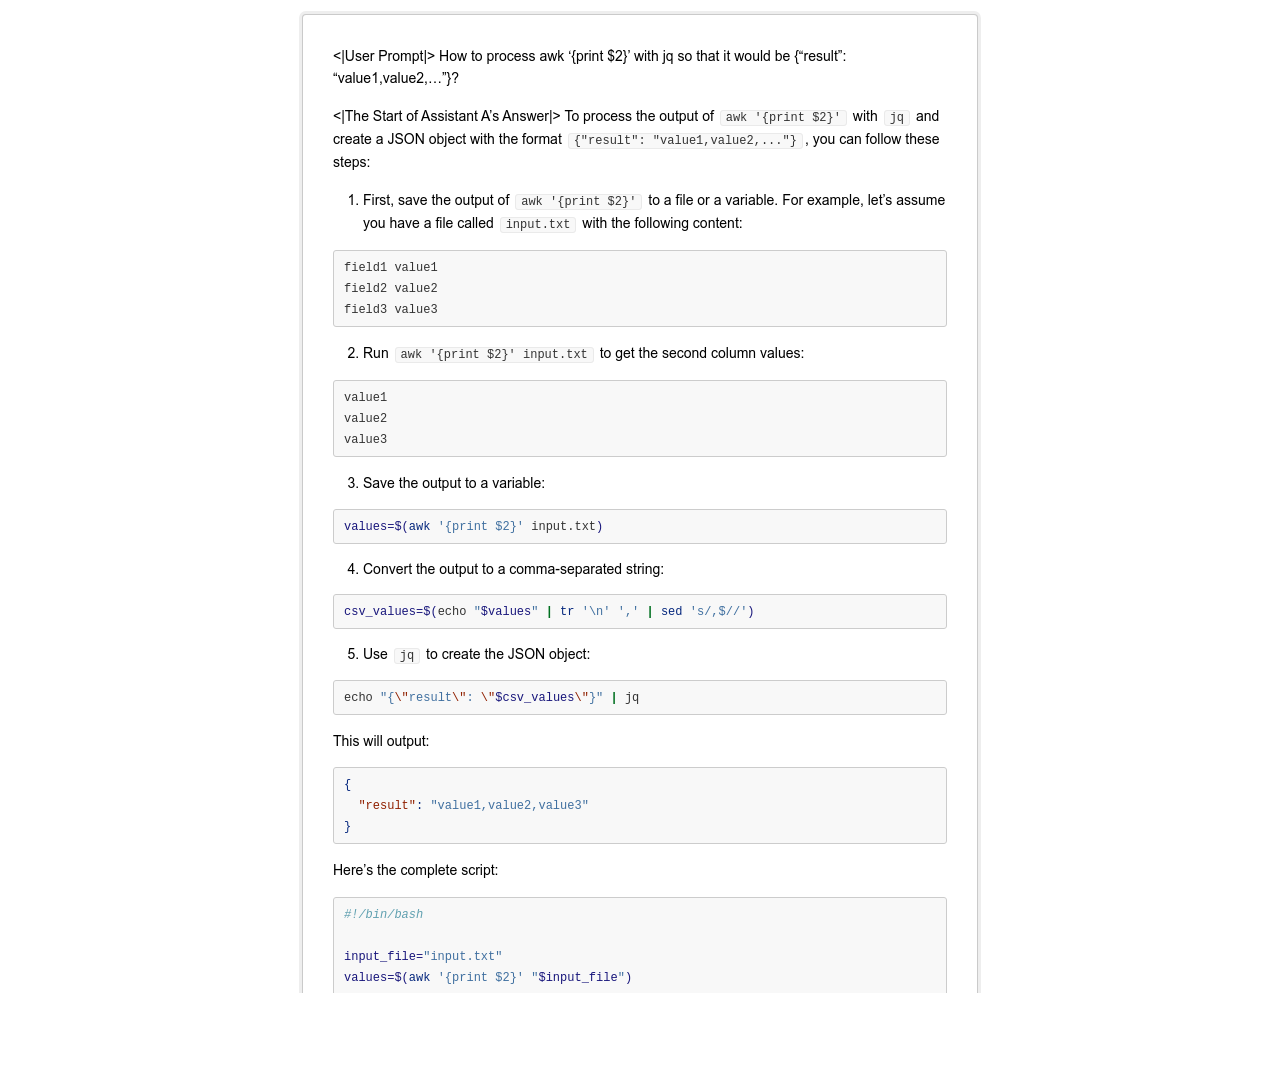 <|User Prompt|> How to process awk ‘{print $2}’ with jq so that it would be {“result”:
“value1,value2,…”}?
<|The Start of Assistant A’s Answer|> To process the output of awk '{print $2}' with jq and
create a JSON object with the format {"result": "value1,value2,..."} , you can follow these
steps:
1. First, save the output of awk '{print $2}' to a file or a variable. For example, let’s assume
you have a file called input.txt with the following content:
field1 value1
field2 value2
field3 value3
2. Run awk '{print $2}' input.txt to get the second column values:
value1
value2
value3
3. Save the output to a variable:
values=$(awk '{print $2}' input.txt)
4. Convert the output to a comma-separated string:
csv_values=$(echo "$values" | tr '\n' ',' | sed 's/,$//')
5. Use jq to create the JSON object:
echo "{\"result\": \"$csv_values\"}" | jq
This will output:
{
  "result": "value1,value2,value3"
}
Here’s the complete script:
#!/bin/bash
input_file="input.txt"
values=$(awk '{print $2}' "$input_file")